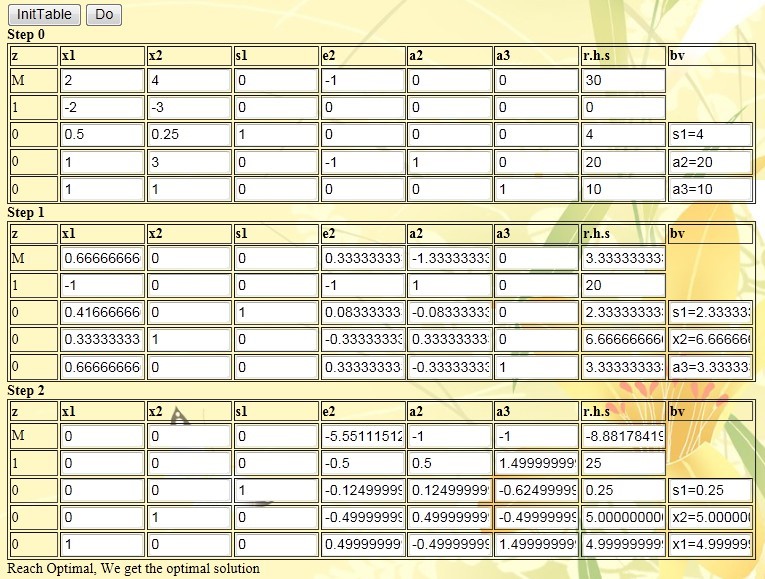 InitTable Do
Step 0
z x1 x2 s1 e2 a2 a3 r.h.s bv
M 2 4 0 -1 0 0 30
1 -2 -3 0 0 0 0 0
0 0.5 0.25 1 0 0 0 4 s1=4
0 1 3 0 -1 1 0 20 a2=20
0 1 1 0 0 0 1 10 a3=10
Step 1
z x1 x2 s1 e2 a2 a3 r.h.s bv
M 0.66666666 0 0 0.33333333 -1.33333333 0 3.33333333
1 -1 0 0 -1 1 0 20
0 0.41666666 0 1 0.08333333 -0.08333333 0 2.33333333 s1=2.33333
0 0.33333333 1 0 -0.33333333 0.33333333 0 6.66666666 x2=6.66666
0 0.66666666 0 0 0.33333333 -0.33333333 1 3.33333333 a3=3.33333
Step 2
z x1 x2 s1 e2 a2 a3 r.h.s bv
M 0 0 0 -5.55111512 -1 -1 -8.88178419
1 0 0 0 -0.5 0.5 1.49999999 25
0 0 0 1 -0.12499999 0.12499999 -0.62499999 0.25 s1=0.25
0 0 1 0 -0.49999999 0.49999999 -0.49999999 5.00000000 x2=5.00000
0 1 0 0 0.49999999 -0.49999999 1.49999999 4.99999999 x1=4.99999
Reach Optimal, We get the optimal solution